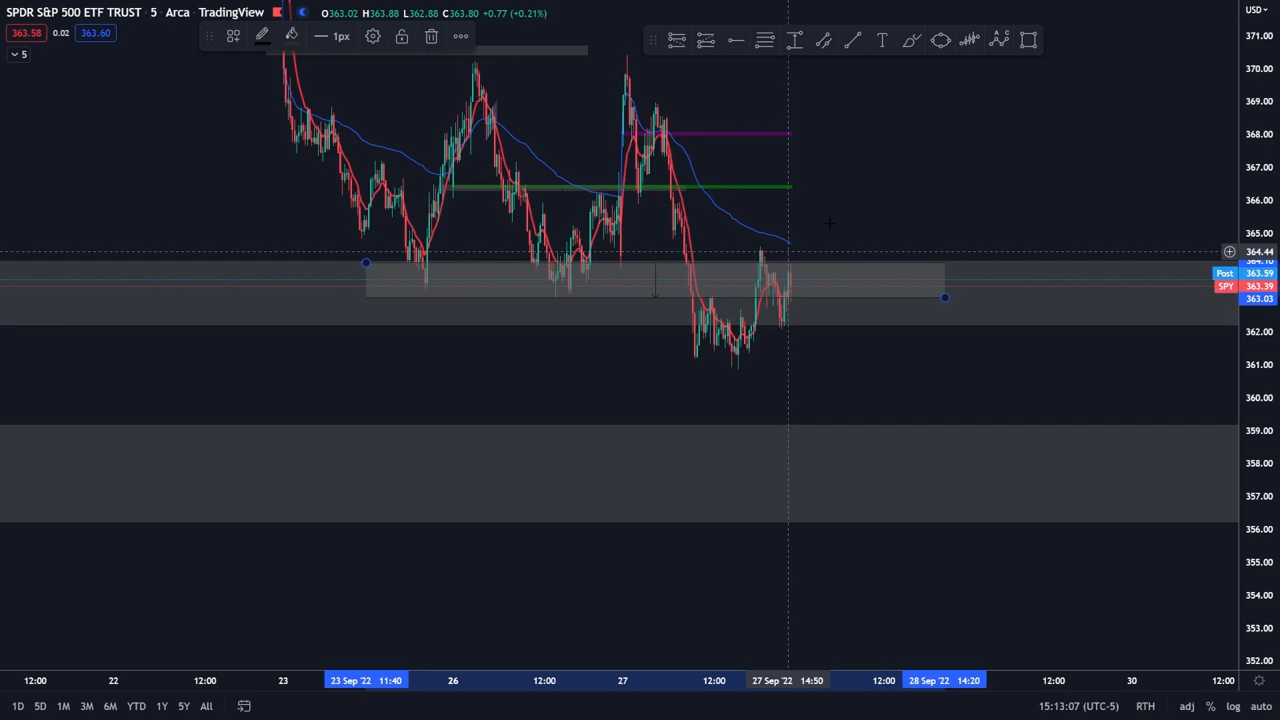 SPDR S&P 500 ETF TRUST · 5 · Arca · TradingView O363.02 H363.88 L362.88 C363.80 +0.77 (+0.21%)
363.58 0.02 363.60
5
1px
USD
371.00
370.00
369.00
368.00
367.00
366.00
365.00
364.44
Post 363.59
SPY 363.39
363.03
362.00
361.00
360.00
359.00
358.00
357.00
356.00
355.00
354.00
353.00
352.00
12:00 22 12:00 23 23 Sep '22 11:40 26 12:00 27 12:00 27 Sep '22 14:50 12:00 28 Sep '22 14:20 12:00 30 12:00
1D 5D 1M 3M 6M YTD 1Y 5Y All 15:13:07 (UTC-5) RTH adj % log auto